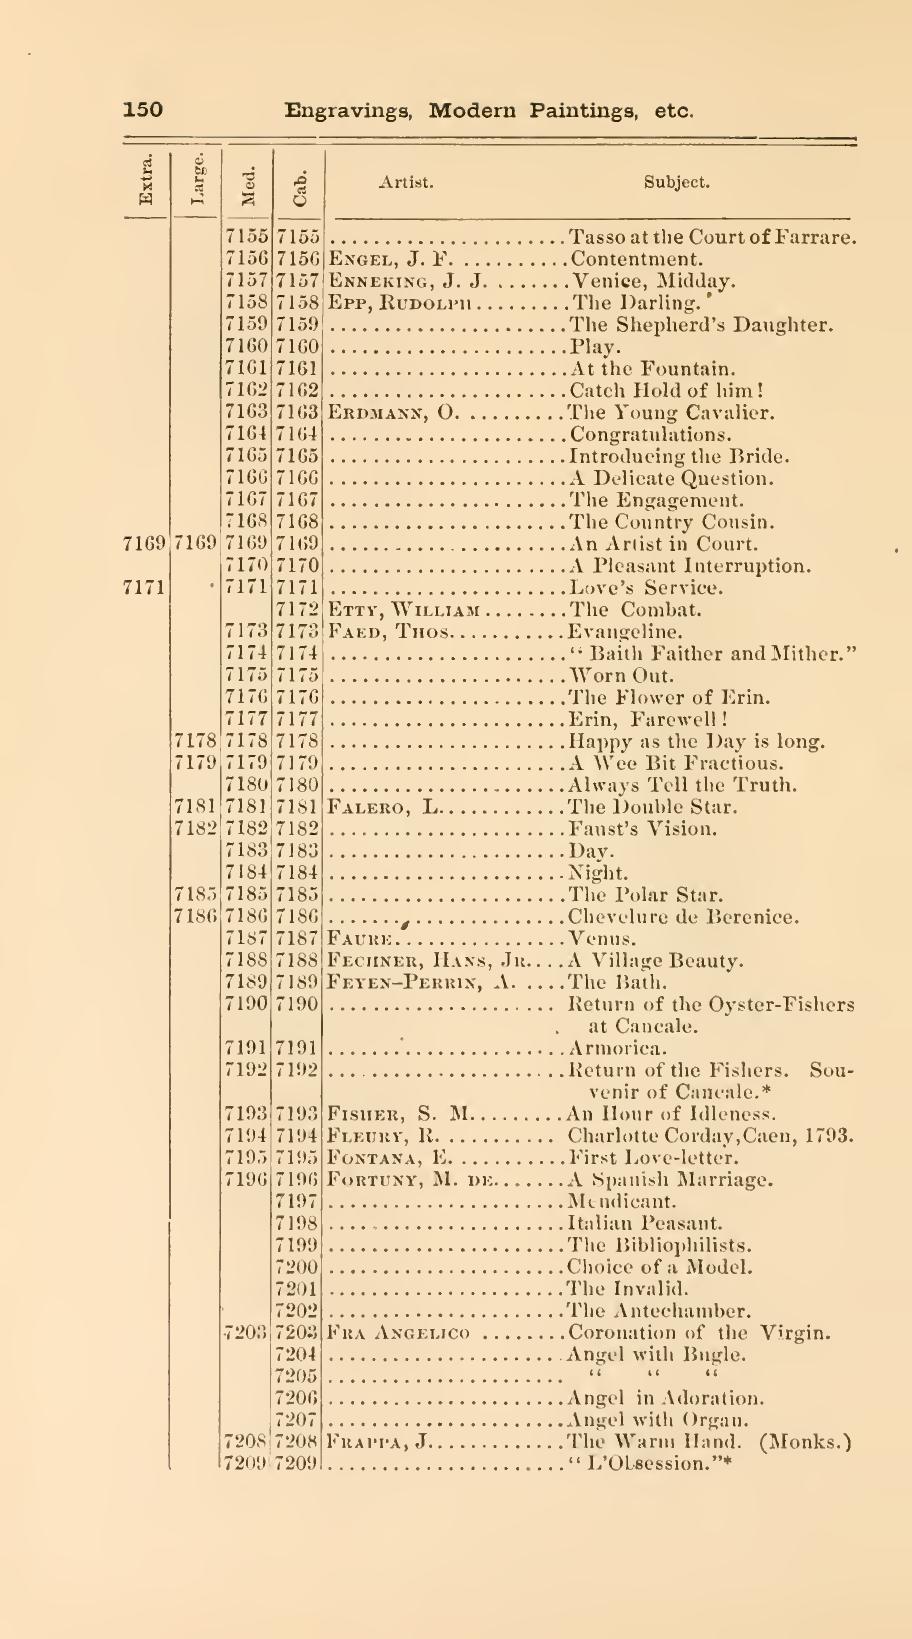 150 Engravings, Modern Paintings, etc.
Extra. Large. Med. Cab. Artist. Subject.
7155 7155 ...................... Tasso at the Court of Farrare.
7156 7156 ENGEL, J. F. .......... Contentment.
7157 7157 ENNEKING, J. J. ....... Venice, Midday.
7158 7158 EPP, RUDOLPH ......... The Darling.
7159 7159 ...................... The Shepherd's Daughter.
7160 7160 ...................... Play.
7161 7161 ...................... At the Fountain.
7162 7162 ...................... Catch Hold of him!
7163 7163 ERDMANN, O. ......... The Young Cavalier.
7164 7164 ...................... Congratulations.
7165 7165 ...................... Introducing the Bride.
7166 7166 ...................... A Delicate Question.
7167 7167 ...................... The Engagement.
7168 7168 ...................... The Country Cousin.
7169 7169 7169 7169 ...................... An Artist in Court.
7170 7170 ...................... A Pleasant Interruption.
7171 7171 7171 ...................... Love's Service.
7172 ETTY, WILLIAM ........ The Combat.
7173 7173 FAED, THOS........... Evangeline.
7174 7174 ...................... "Baith Faither and Mither."
7175 7175 ...................... Worn Out.
7176 7176 ...................... The Flower of Erin.
7177 7177 ...................... Erin, Farewell!
7178 7178 7178 ...................... Happy as the Day is long.
7179 7179 7179 ...................... A Wee Bit Fractious.
7180 7180 ...................... Always Tell the Truth.
7181 7181 7181 FALERO, L............ The Double Star.
7182 7182 7182 ...................... Faust's Vision.
7183 7183 ...................... Day.
7184 7184 ...................... Night.
7185 7185 7185 ...................... The Polar Star.
7186 7186 7186 ...................... Chevelure de Berenice.
7187 7187 FAURE................ Venus.
7188 7188 FECHNER, HANS, JR.... A Village Beauty.
7189 7189 FEYEN-PERRIN, A. .... The Bath.
7190 7190 ..................... Return of the Oyster-Fishers
at Cancale.
7191 7191 ...................... Armorica.
7192 7192 ...................... Return of the Fishers. Sou-
venir of Cancale.*
7193 7193 FISHER, S. M......... An Hour of Idleness.
7194 7194 FLEURY, R. ........... Charlotte Corday, Caen, 1793.
7195 7195 FONTANA, E. .......... First Love-letter.
7196 7196 FORTUNY, M. DE....... A Spanish Marriage.
7197 ...................... Mendicant.
7198 ...................... Italian Peasant.
7199 ...................... The Bibliophilists.
7200 ...................... Choice of a Model.
7201 ...................... The Invalid.
7202 ...................... The Antechamber.
7203 7203 FRA ANGELICO ........ Coronation of the Virgin.
7204 ...................... Angel with Bugle.
7205 ...................... " " "
7206 ...................... Angel in Adoration.
7207 ...................... Angel with Organ.
7208 7208 FRAPPA, J............. The Warm Hand. (Monks.)
7209 7209 ...................... "L'Obsession."*